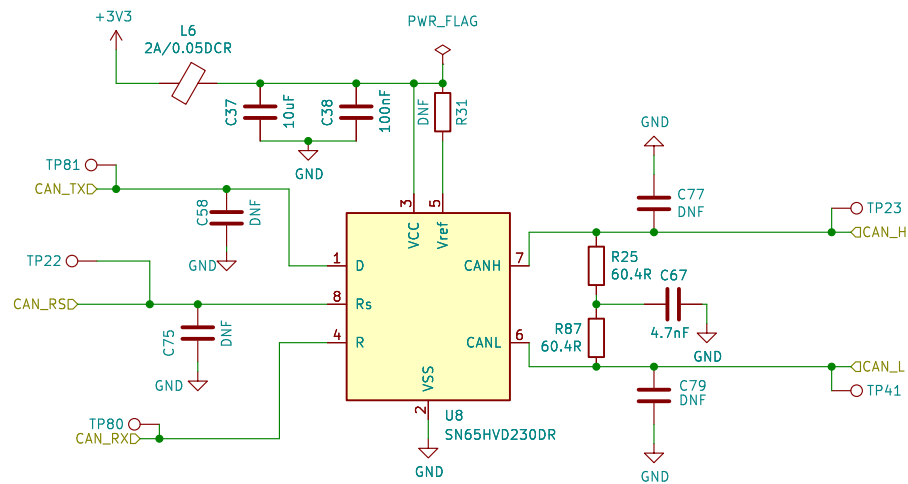 +3V3
PWR_FLAG
L6
2A/0.05DCR
C37
10uF
C38
100nF
DNF
R31
GND
TP81
CAN_TX
C58
DNF
GND
3
5
VCC
Vref
TP22
CAN_RS
C75
DNF
GND
1
D
8
Rs
4
R
CANH
7
CANL
6
VSS
2
U8
SN65HVD230DR
GND
TP80
CAN_RX
GND
C77
DNF
TP23
CAN_H
R25
60.4R
C67
4.7nF
GND
R87
60.4R
CAN_L
TP41
C79
DNF
GND